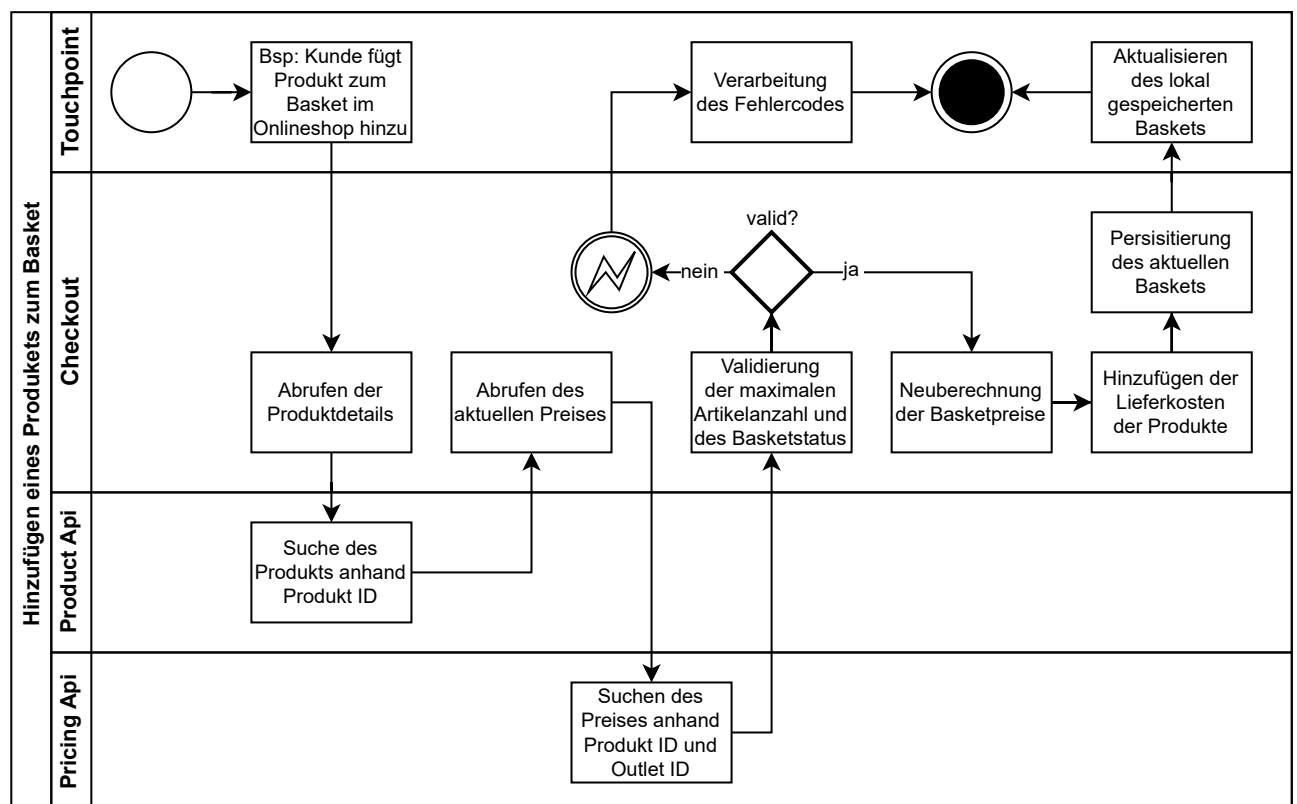 Hinzufügen eines Produkets zum Basket
Touchpoint
Bsp: Kunde fügt
Produkt zum
Basket im
Onlineshop hinzu
Verarbeitung
des Fehlercodes
Aktualisieren
des lokal
gespeicherten
Baskets
Checkout
valid?
nein
ja
Persisitierung
des aktuellen
Baskets
Abrufen der
Produktdetails
Abrufen des
aktuellen Preises
Validierung
der maximalen
Artikelanzahl und
des Basketstatus
Neuberechnung
der Basketpreise
Hinzufügen der
Lieferkosten
der Produkte
Product Api
Suche des
Produkts anhand
Produkt ID
Pricing Api
Suchen des
Preises anhand
Produkt ID und
Outlet ID